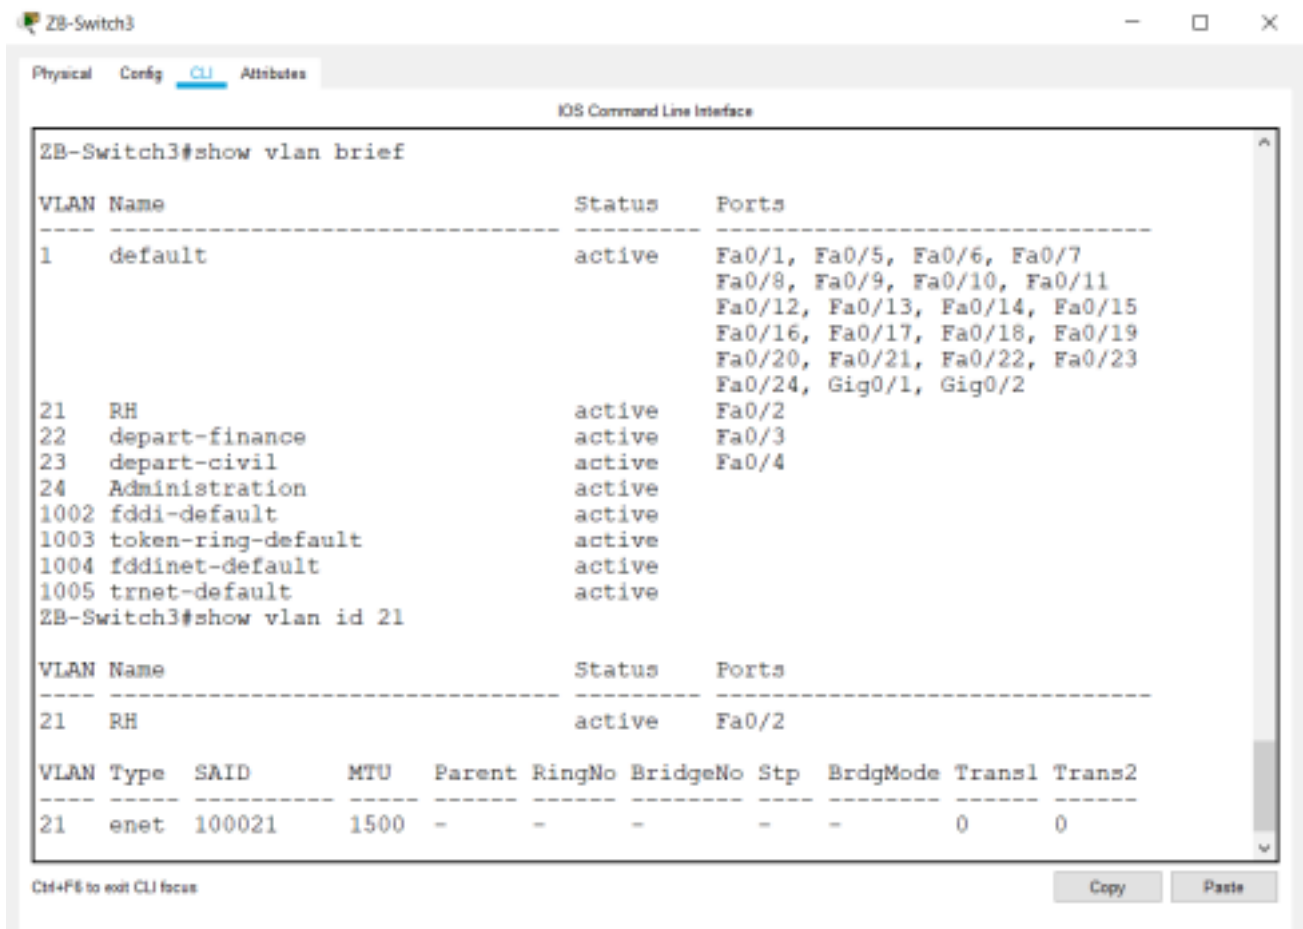 ZB-Switch3
Physical Config CLI Attributes
IOS Command Line Interface
ZB-Switch3#show vlan brief
VLAN Name Status Ports
---- -------------------------------- --------- -------------------------------
1 default active Fa0/1, Fa0/5, Fa0/6, Fa0/7
Fa0/8, Fa0/9, Fa0/10, Fa0/11
Fa0/12, Fa0/13, Fa0/14, Fa0/15
Fa0/16, Fa0/17, Fa0/18, Fa0/19
Fa0/20, Fa0/21, Fa0/22, Fa0/23
Fa0/24, Gig0/1, Gig0/2
21 RH active Fa0/2
22 depart-finance active Fa0/3
23 depart-civil active Fa0/4
24 Administration active
1002 fddi-default active
1003 token-ring-default active
1004 fddinet-default active
1005 trnet-default active
ZB-Switch3#show vlan id 21
VLAN Name Status Ports
---- -------------------------------- --------- -------------------------------
21 RH active Fa0/2
VLAN Type SAID MTU Parent RingNo BridgeNo Stp BrdgMode Trans1 Trans2
---- ----- ---------- ----- ------ ------ -------- ---- -------- ------ ------
21 enet 100021 1500 - - - - - 0 0
Ctrl+F6 to exit CLI focus
Copy Paste